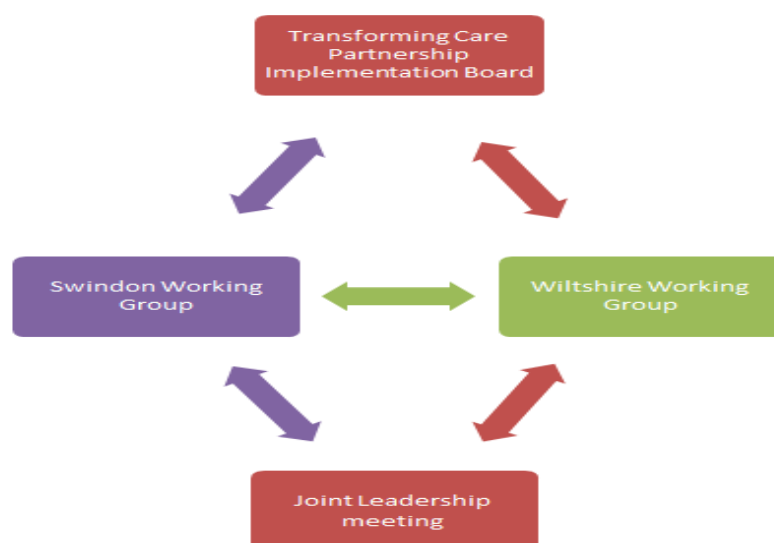 Transforming Care
Partnership
Implementation Board
Swindon Working
Group
Wiltshire Working
Group
Joint Leadership
meeting